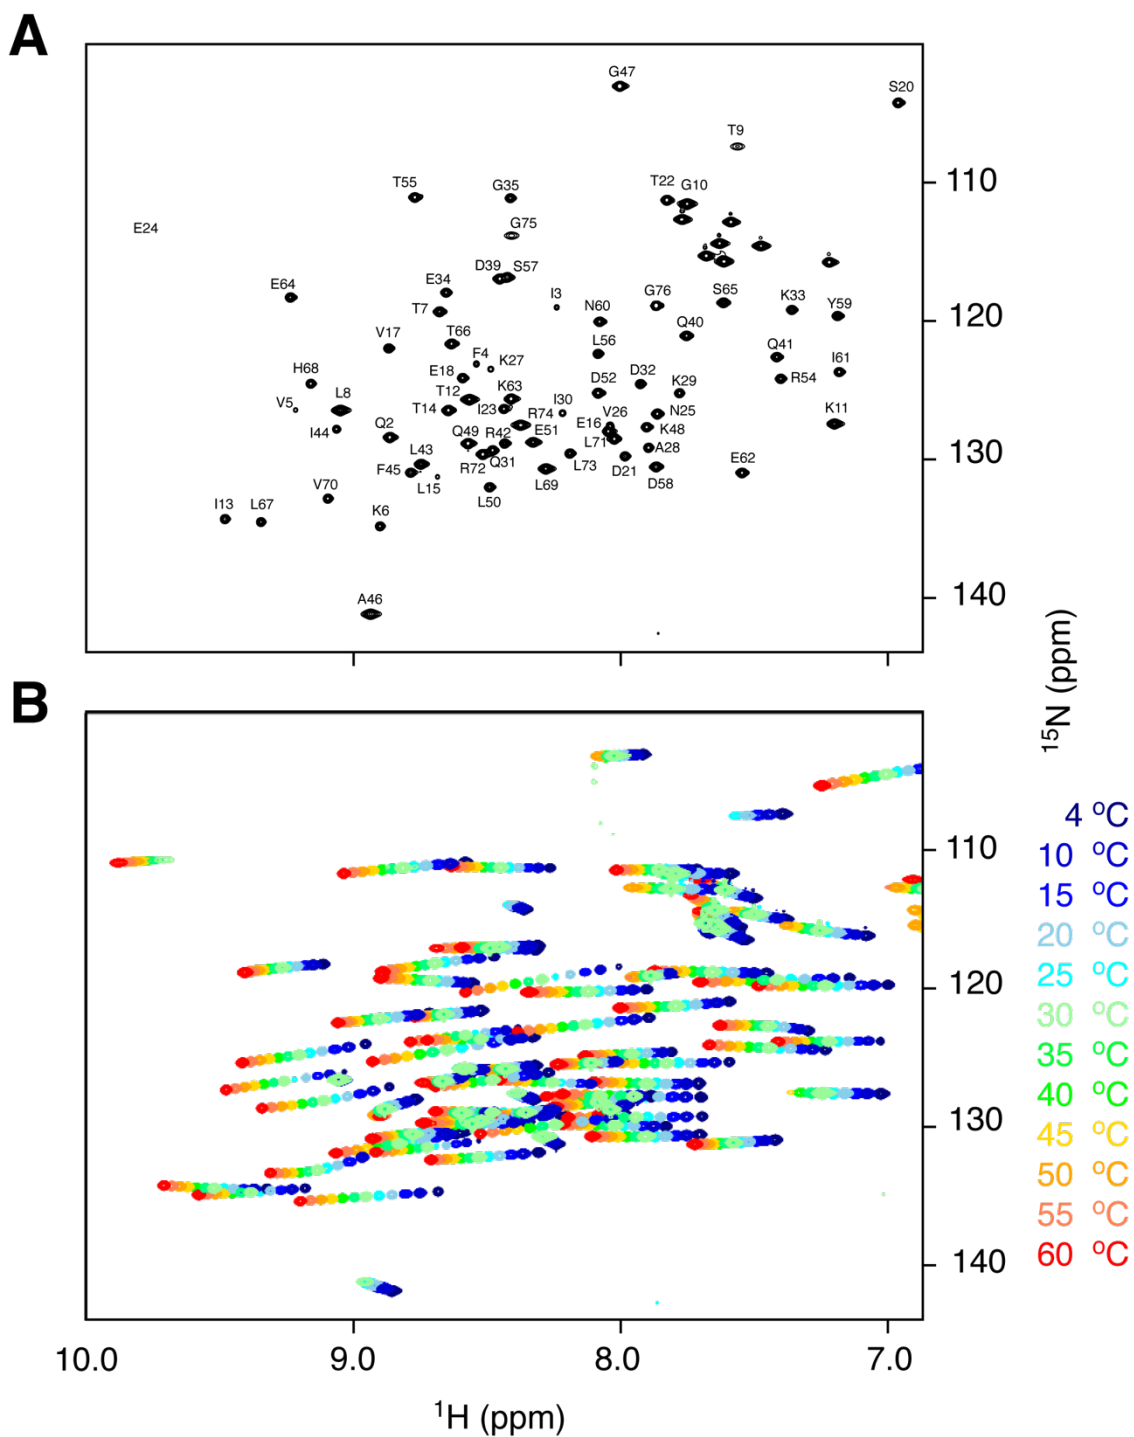 A
G47
S20
T9
110
T55
G35
T22
G10
E24
G75
D39
S57
E64
E34
I3
G76
S65
K33
Y59
T7
N60
120
V17
T66
Q40
F4
K27
L56
Q41
I61
H68
E18
D52
D32
K29
R54
V5
L8
T12
K63
I30
T14
I23
R74
V26
N25
K11
I44
Q2
Q49
R42
E51
E16
K48
L43
L71
A28
F45
R72
Q31
L73
D21
E62
L15
L69
D58
130
V70
L50
I13
L67
K6
A46
140
15N (ppm)
B
110
120
130
140
4 °C
10 °C
15 °C
20 °C
25 °C
30 °C
35 °C
40 °C
45 °C
50 °C
55 °C
60 °C
10.0 9.0 8.0 7.0
1H (ppm)